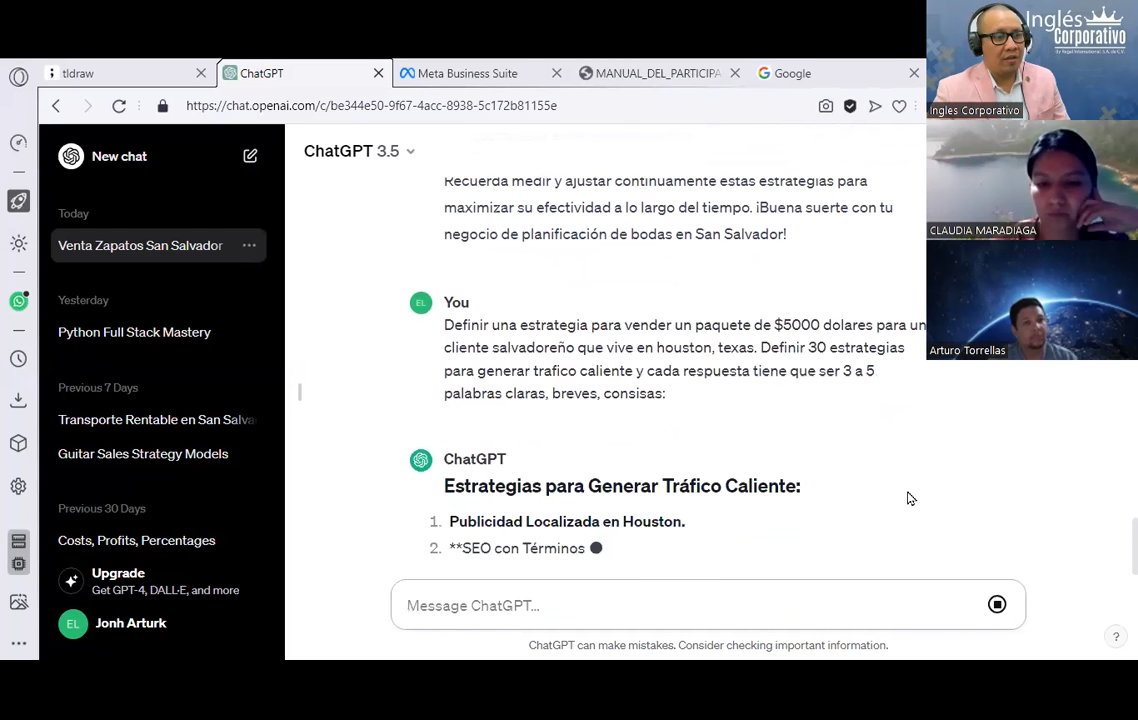 Inglés
Corporativo
By Regal International, S.A. de C.V.
Ingles Corporativo
tldraw
ChatGPT
Meta Business Suite
MANUAL_DEL_PARTICIPA
Google
https://chat.openai.com/c/be344e50-9f67-4acc-8938-5c172b81155e
New chat
ChatGPT 3.5
Today
Venta Zapatos San Salvador
Yesterday
Python Full Stack Mastery
Previous 7 Days
Transporte Rentable en San Salva
Guitar Sales Strategy Models
Previous 30 Days
Costs, Profits, Percentages
Upgrade
Get GPT-4, DALL·E, and more
EL
Jonh Arturk
Recuerda medir y ajustar continuamente estas estrategias para
maximizar su efectividad a lo largo del tiempo. ¡Buena suerte con tu
negocio de planificación de bodas en San Salvador!
EL
You
Definir una estrategia para vender un paquete de $5000 dolares para un
cliente salvadoreño que vive en houston, texas. Definir 30 estrategias
para generar trafico caliente y cada respuesta tiene que ser 3 a 5
palabras claras, breves, consisas:
ChatGPT
Estrategias para Generar Tráfico Caliente:
1. Publicidad Localizada en Houston.
2. **SEO con Términos
Message ChatGPT...
ChatGPT can make mistakes. Consider checking important information.
?
CLAUDIA MARADIAGA
Arturo Torrellas